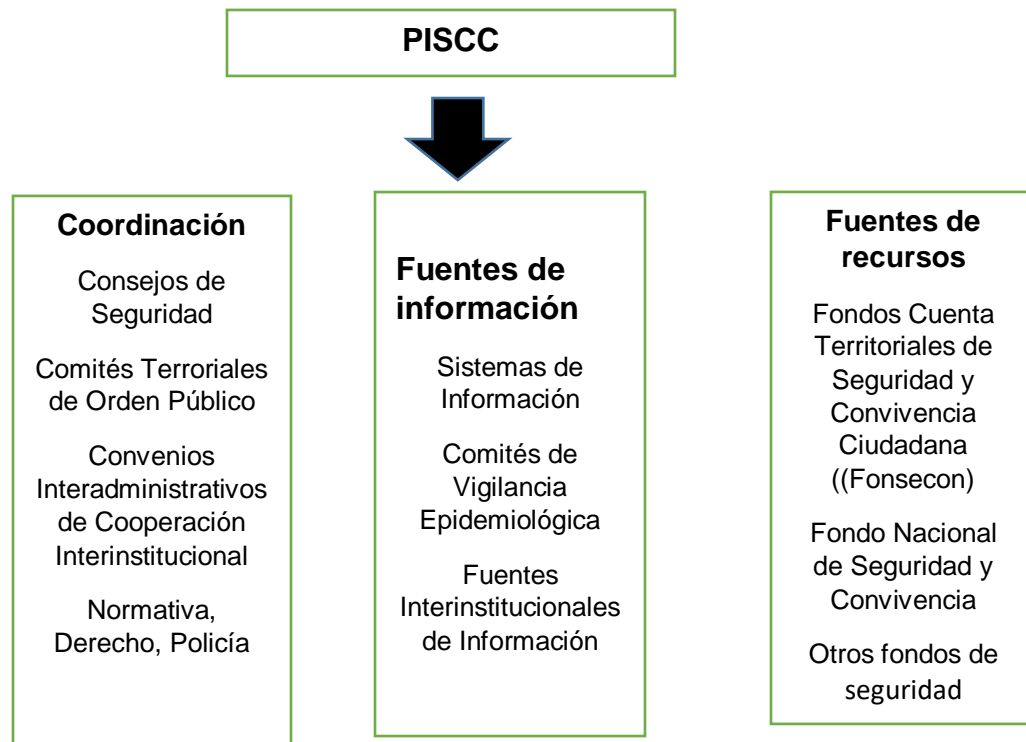 PISCC
Coordinación
Consejos de
Seguridad
Comités Terroriales
de Orden Público
Convenios
Interadministrativos
de Cooperación
Interinstitucional
Normativa,
Derecho, Policía
Fuentes de
información
Sistemas de
Información
Comités de
Vigilancia
Epidemiológica
Fuentes
Interinstitucionales
de Información
Fuentes de
recursos
Fondos Cuenta
Territoriales de
Seguridad y
Convivencia
Ciudadana
((Fonsecon)
Fondo Nacional
de Seguridad y
Convivencia
Otros fondos de
seguridad